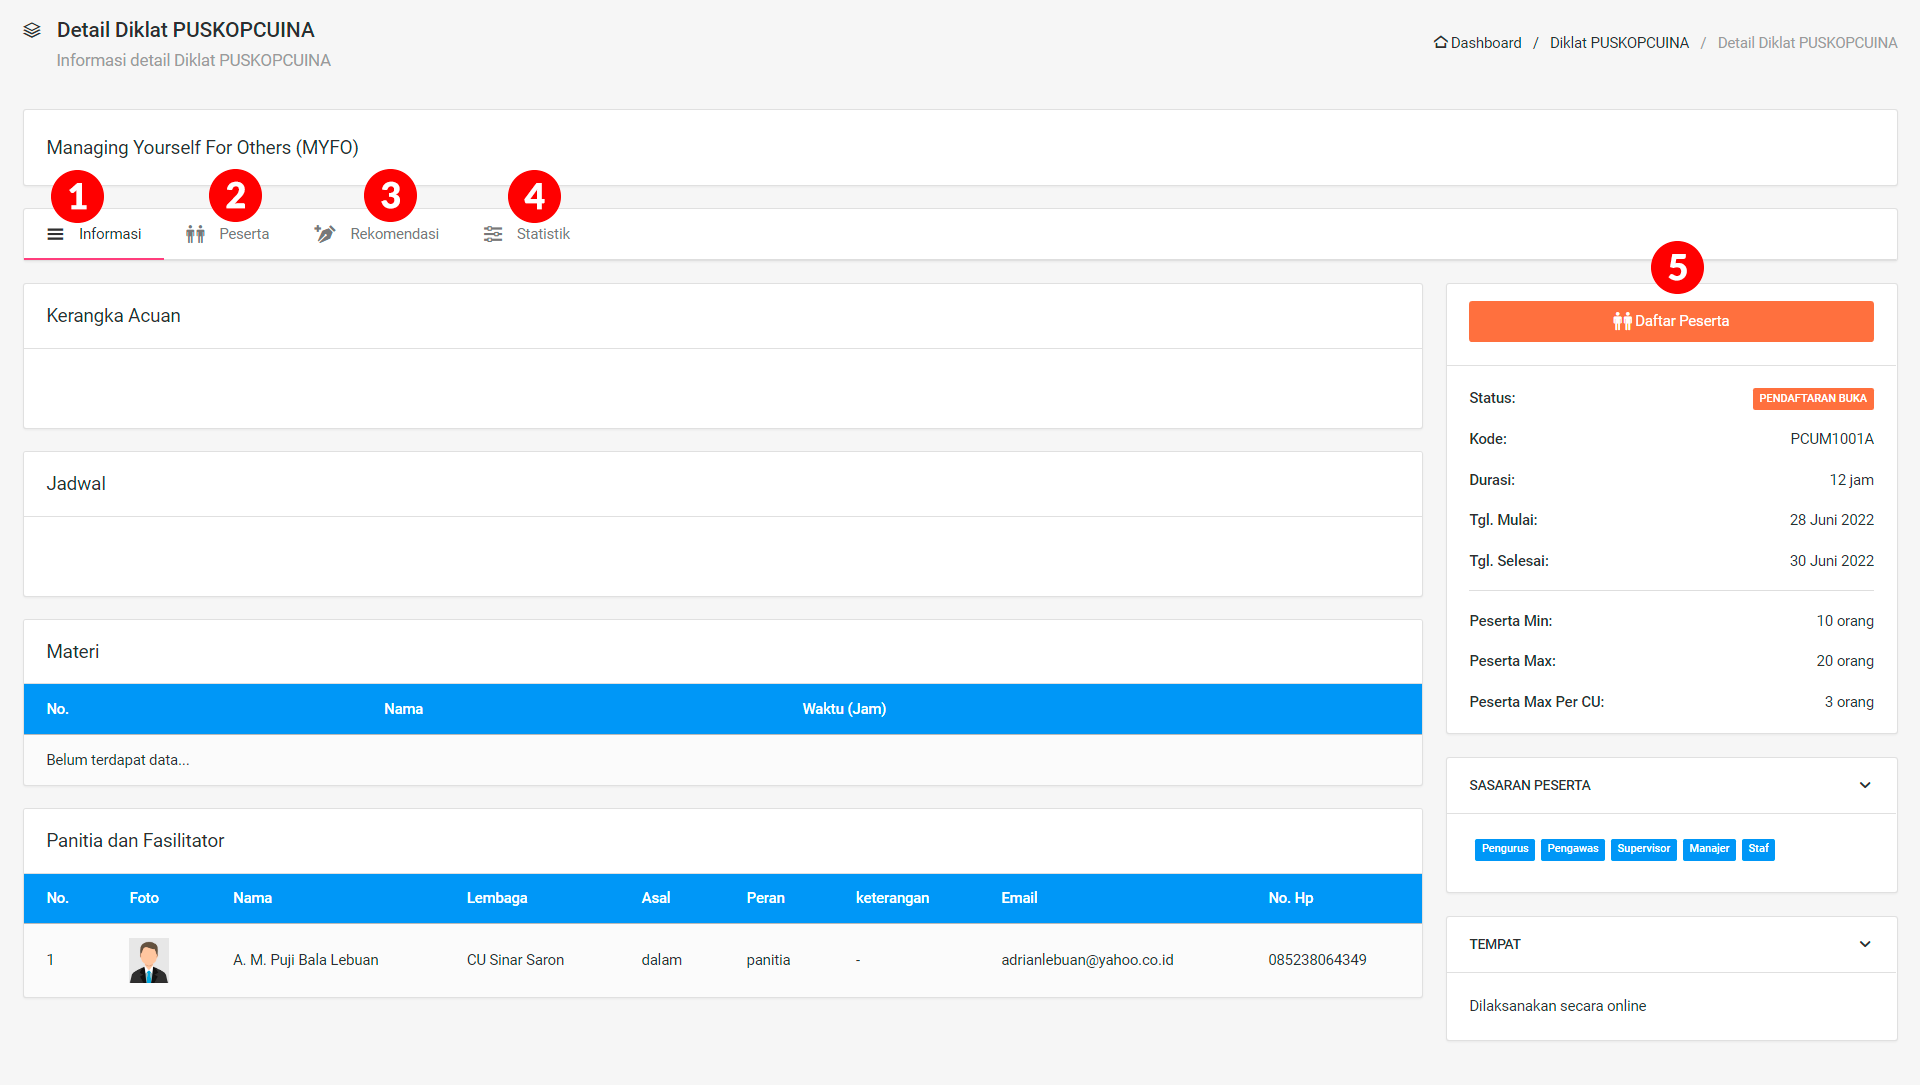 Detail Diklat PUSKOPCUINA
Informasi detail Diklat PUSKOPCUINA
Dashboard / Diklat PUSKOPCUINA / Detail Diklat PUSKOPCUINA
Managing Yourself For Others (MYFO)
1 2 3 4
Informasi Peserta Rekomendasi Statistik
5
Daftar Peserta
Kerangka Acuan
Jadwal
Materi
No. Nama Waktu (Jam)
Belum terdapat data...
Panitia dan Fasilitator
No. Foto Nama Lembaga Asal Peran keterangan Email No. Hp
1 A. M. Puji Bala Lebuan CU Sinar Saron dalam panitia - adrianlebuan@yahoo.co.id 085238064349
Status: PENDAFTARAN BUKA
Kode: PCUM1001A
Durasi: 12 jam
Tgl. Mulai: 28 Juni 2022
Tgl. Selesai: 30 Juni 2022
Peserta Min: 10 orang
Peserta Max: 20 orang
Peserta Max Per CU: 3 orang
SASARAN PESERTA
Pengurus Pengawas Supervisor Manajer Staf
TEMPAT
Dilaksanakan secara online